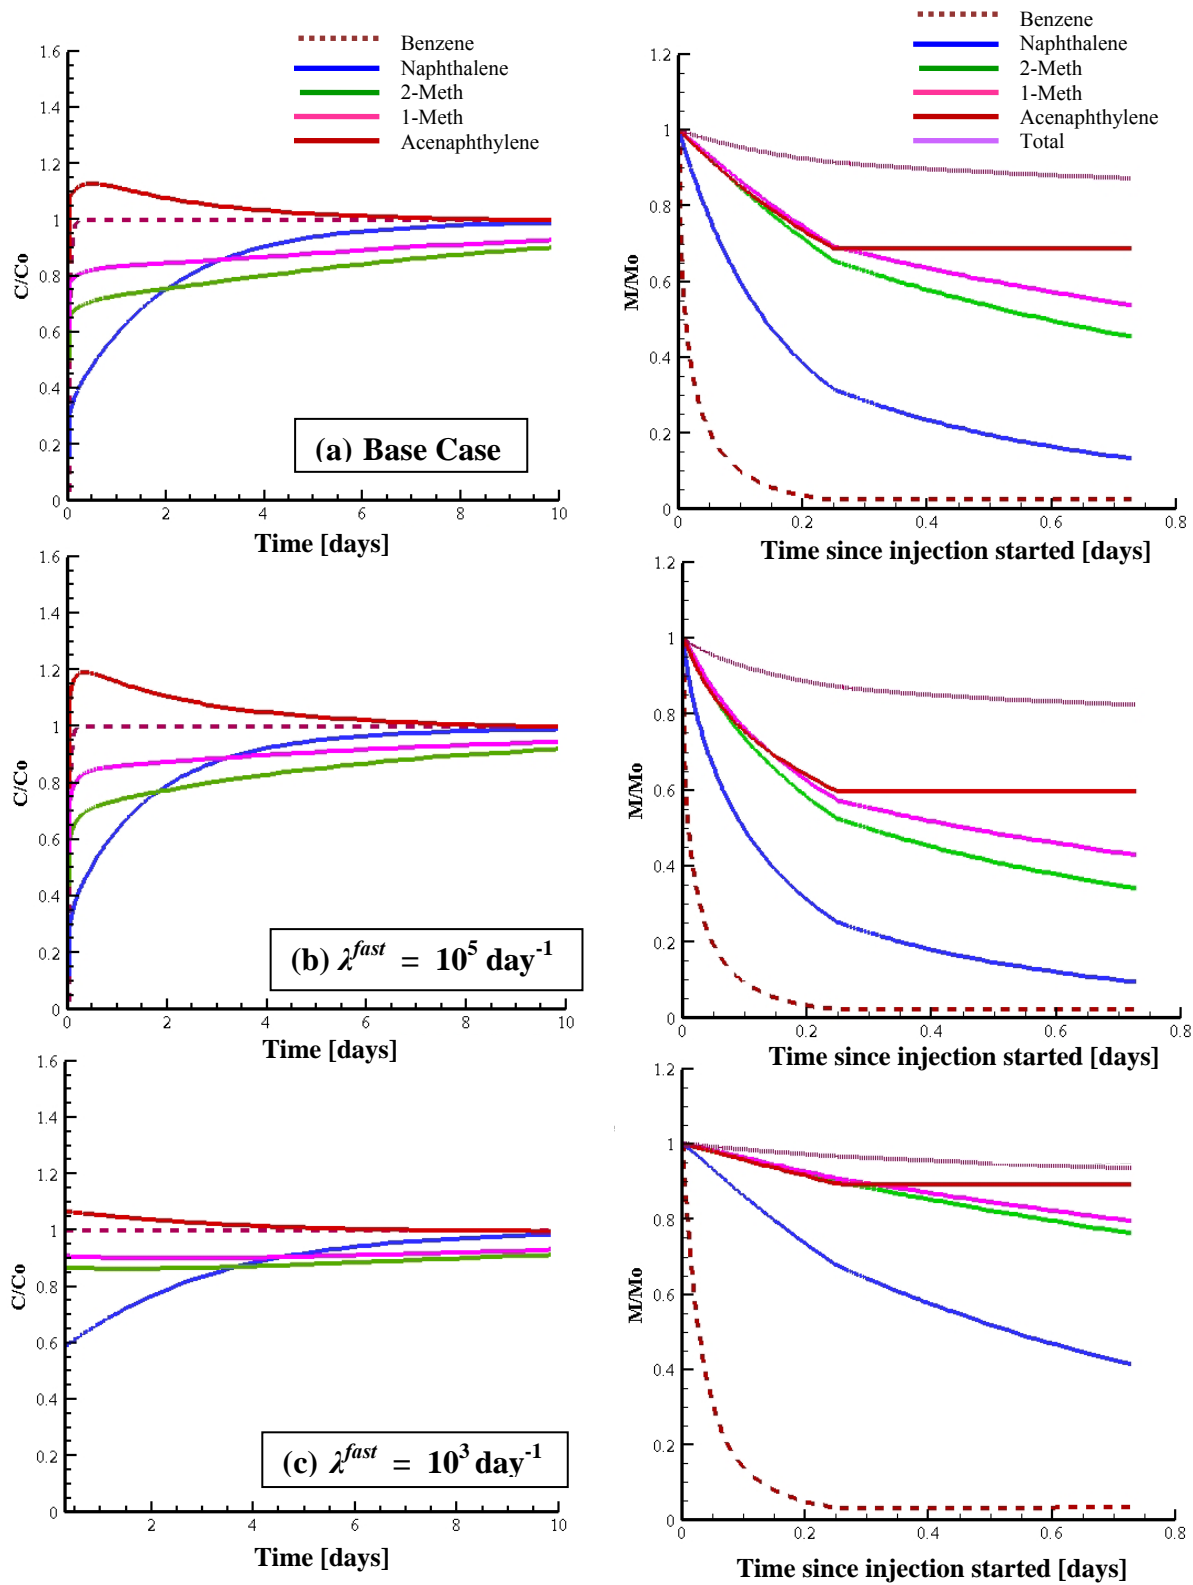 Benzene
Naphthalene
2-Meth
1-Meth
Acenaphthylene
1.6
1.4
1.2
1
0.8
0.6
0.4
0.2
0
C/Co
0 2 4 6 8 10
Time [days]
(a) Base Case
Benzene
Naphthalene
2-Meth
1-Meth
Acenaphthylene
Total
1.2
1
0.8
0.6
0.4
0.2
0
M/Mo
0 0.2 0.4 0.6 0.8
Time since injection started [days]
1.6
1.4
1.2
1
0.8
0.6
0.4
0.2
0
C/Co
0 2 4 6 8 10
Time [days]
(b) λ^fast = 10^5 day^-1
1.2
1
0.8
0.6
0.4
0.2
0
M/Mo
0 0.2 0.4 0.6 0.8
Time since injection started [days]
1.6
1.4
1.2
1
0.8
0.6
0.4
0.2
0
C/Co
2 4 6 8 10
Time [days]
(c) λ^fast = 10^3 day^-1
1.2
1
0.8
0.6
0.4
0.2
0
M/Mo
0 0.2 0.4 0.6 0.8
Time since injection started [days]